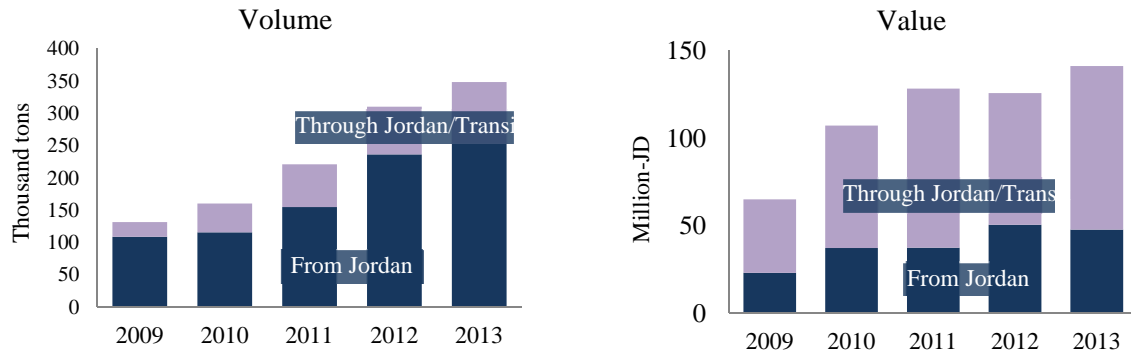 Volume
Thousand tons
400
350
300
250
200
150
100
50
0
Through Jordan/Transi
From Jordan
2009 2010 2011 2012 2013
Value
Million-JD
150
100
50
0
Through Jordan/Trans
From Jordan
2009 2010 2011 2012 2013